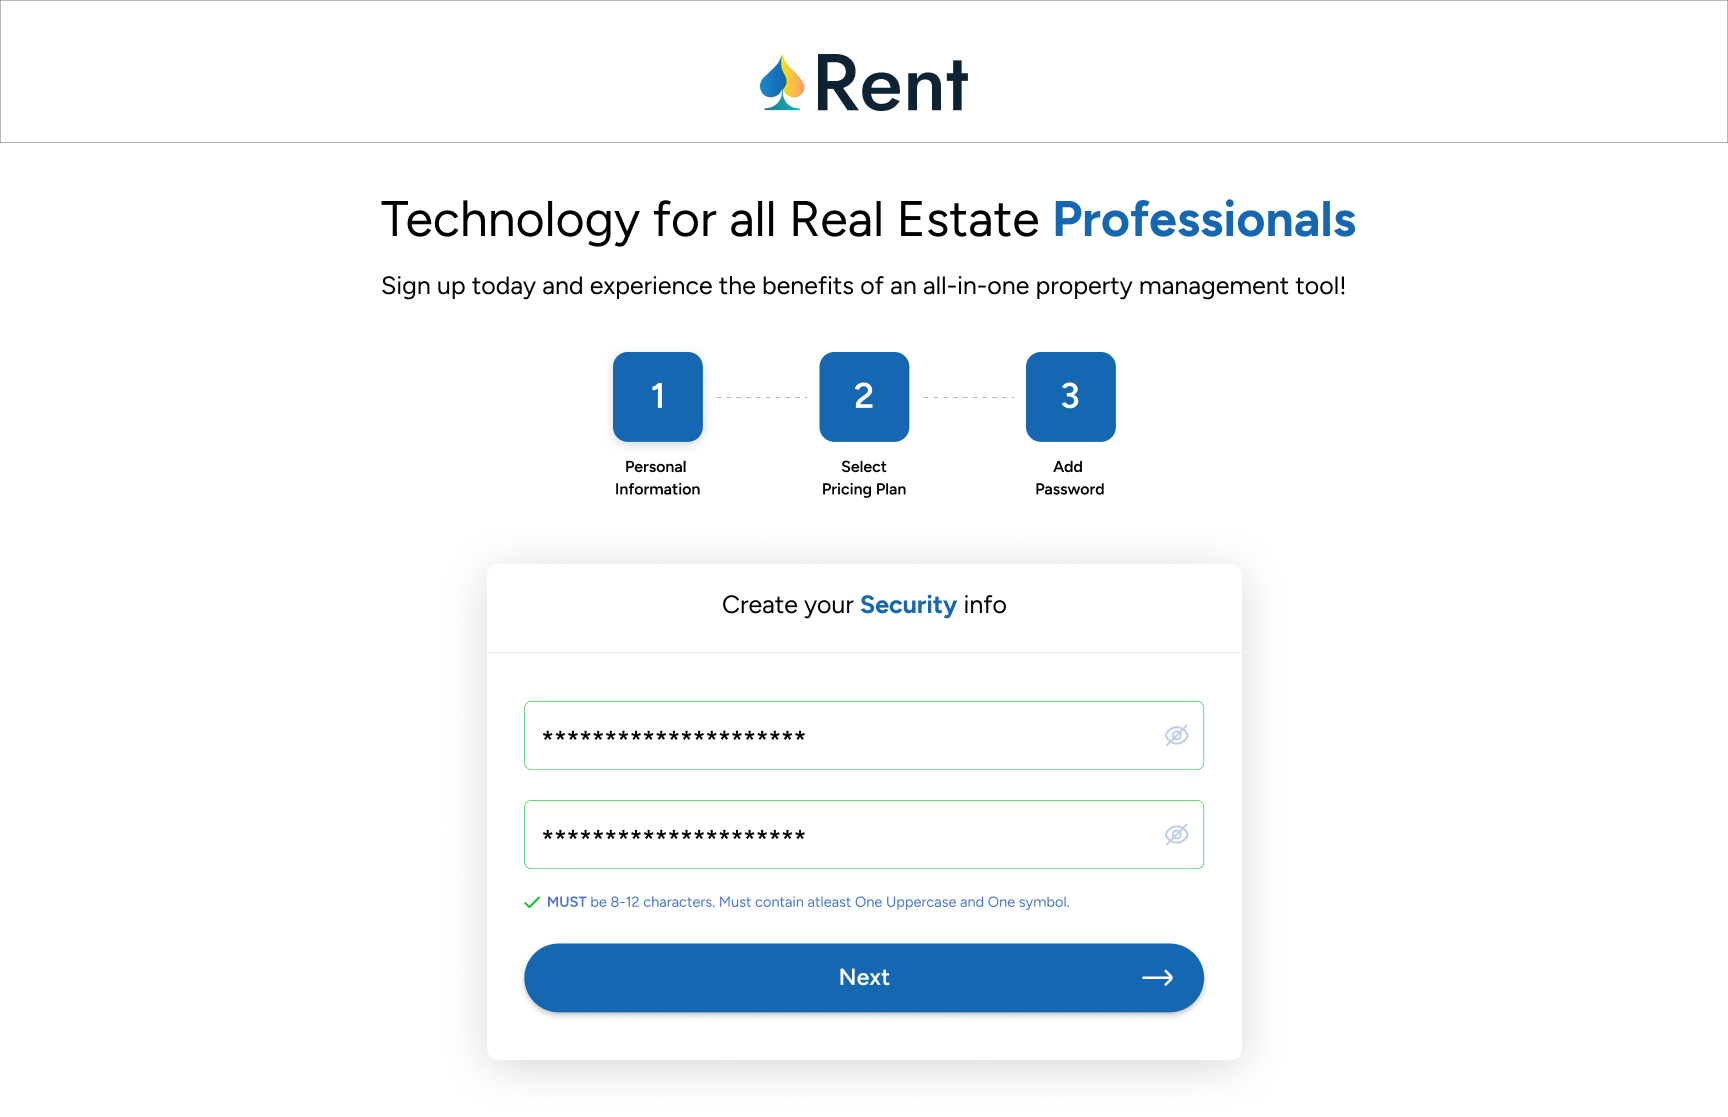 Rent
Technology for all Real Estate Professionals
Sign up today and experience the benefits of an all-in-one property management tool!
1
2
3
Personal Information
Select Pricing Plan
Add Password
Create your Security info
*********************
*********************
MUST be 8-12 characters. Must contain atleast One Uppercase and One symbol.
Next